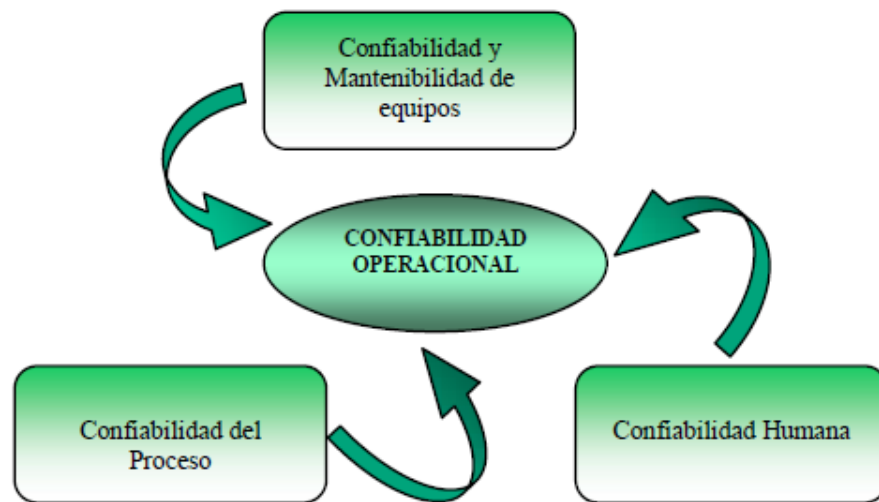 Confiabilidad y
Mantenibilidad de
equipos
CONFIABILIDAD
OPERACIONAL
Confiabilidad del
Proceso
Confiabilidad Humana